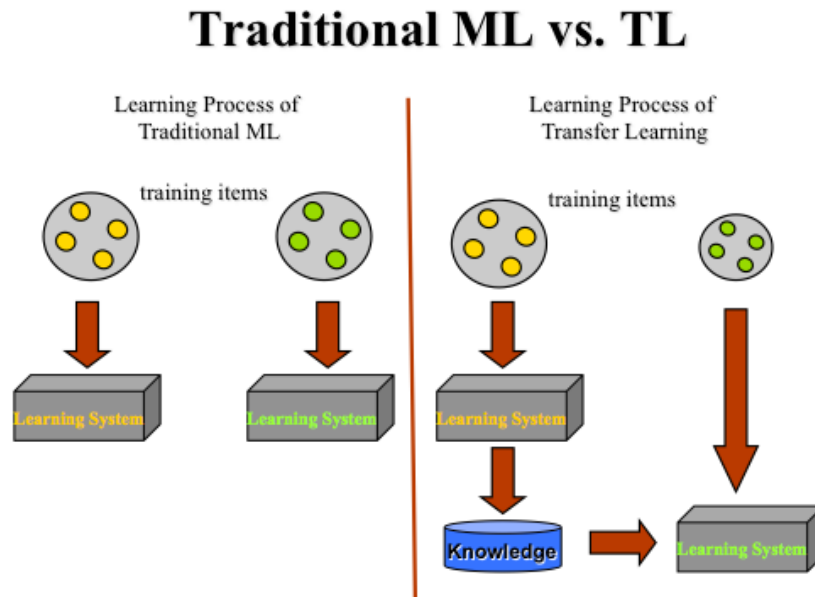 Traditional ML vs. TL
Learning Process of
Traditional ML
training items
Learning System
Learning System
Learning Process of
Transfer Learning
training items
Learning System
Knowledge
Learning System